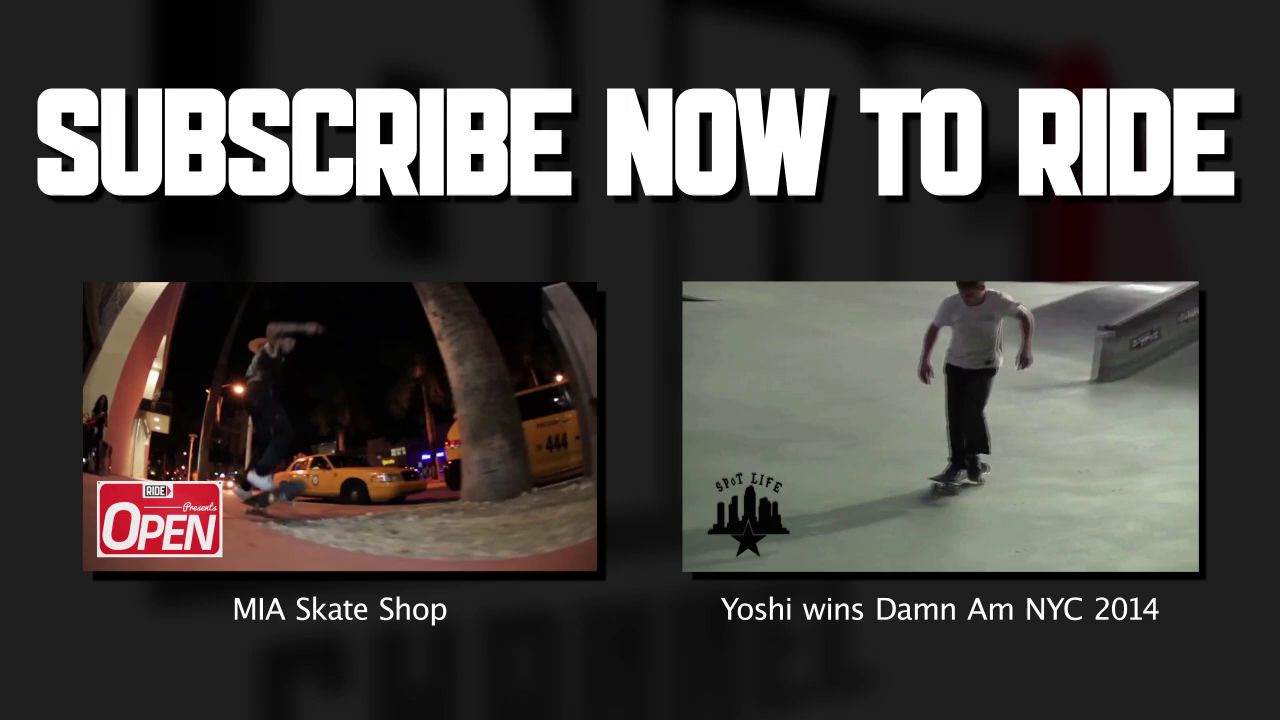 SUBSCRIBE NOW TO RIDE
444
RIDE
Presents
OPEN
SPoT LIFE
MIA Skate Shop
Yoshi wins Damn Am NYC 2014